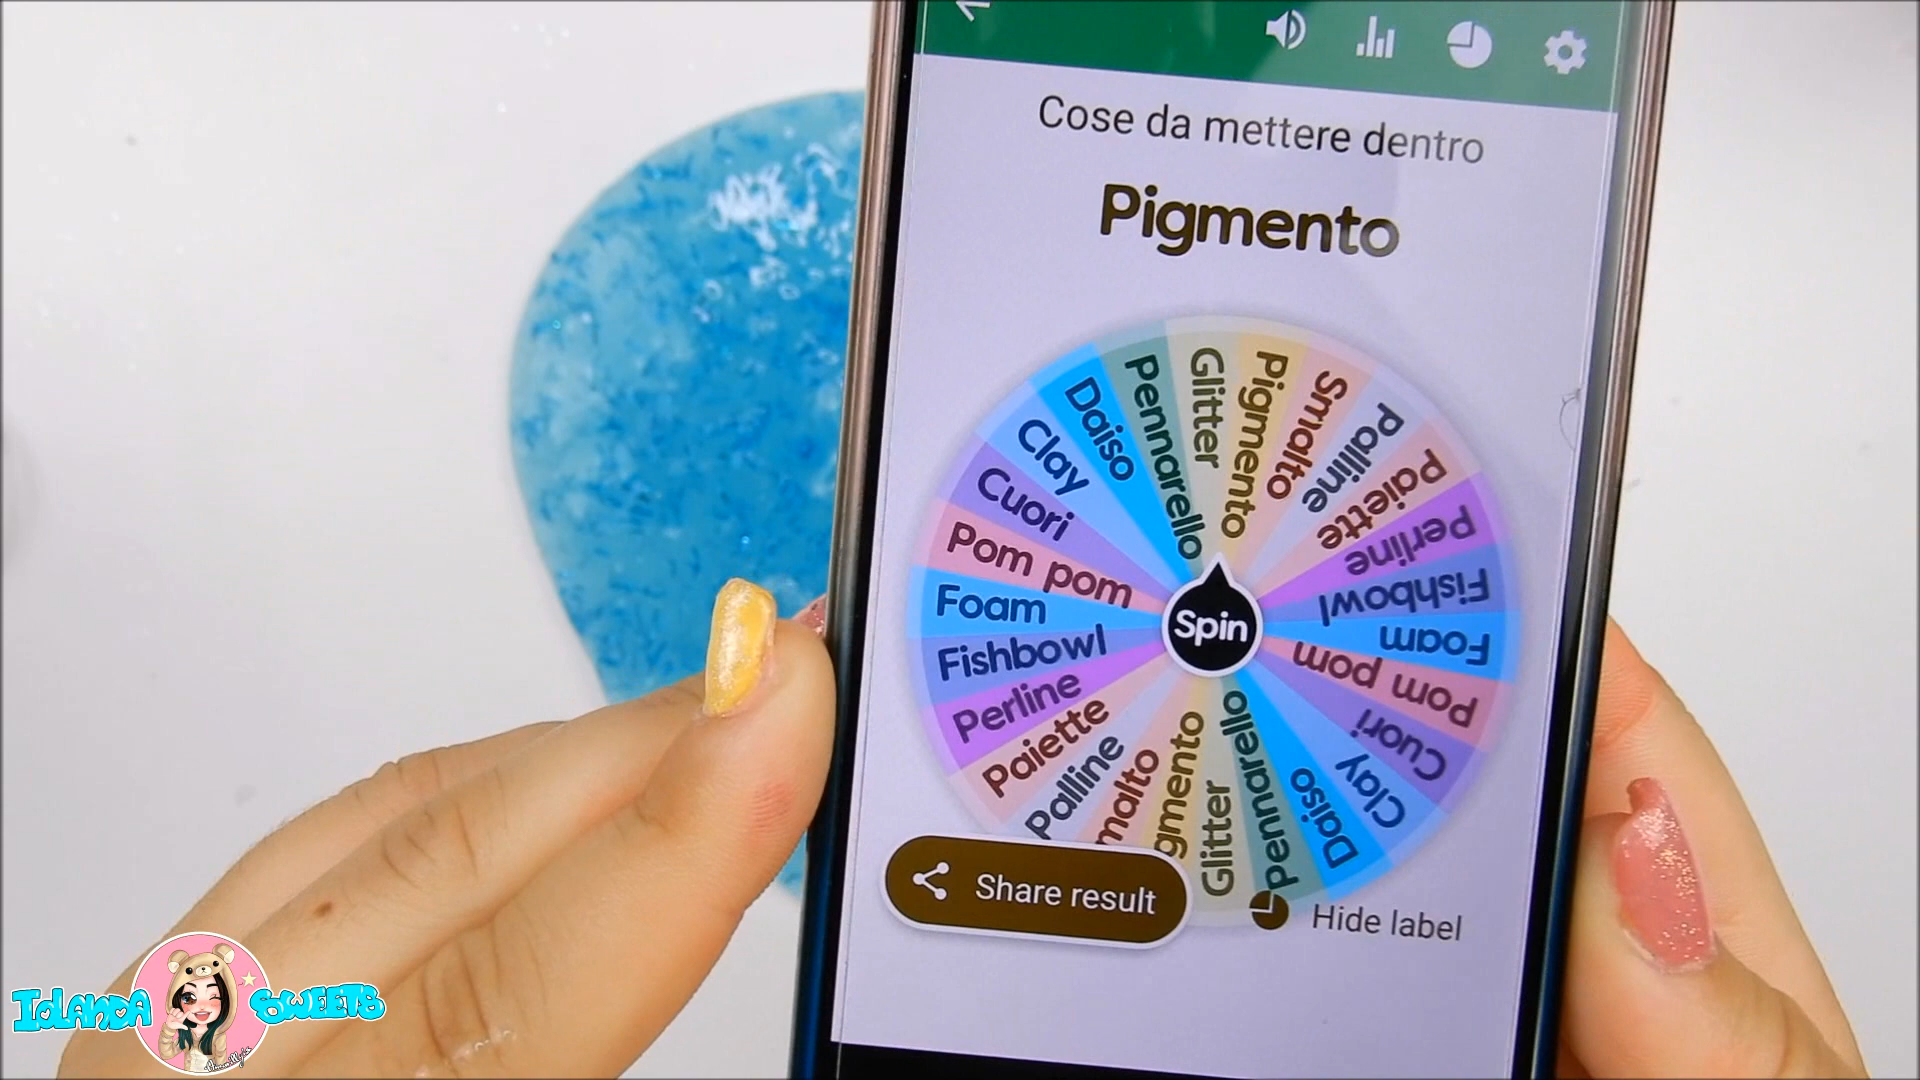 Cose da mettere dentro
Pigmento
Glitter
Pigmento
Smalto
Palline
Paiette
Perline
Fishbowl
Foam
Pom pom
Cuori
Clay
Daiso
Pennarello
Glitter
gmento
malto
Palline
Paiette
Perline
Fishbowl
Foam
Pom pom
Cuori
Clay
Daiso
Pennarello
Spin
Share result
Hide label
IOLANDA SWEETS